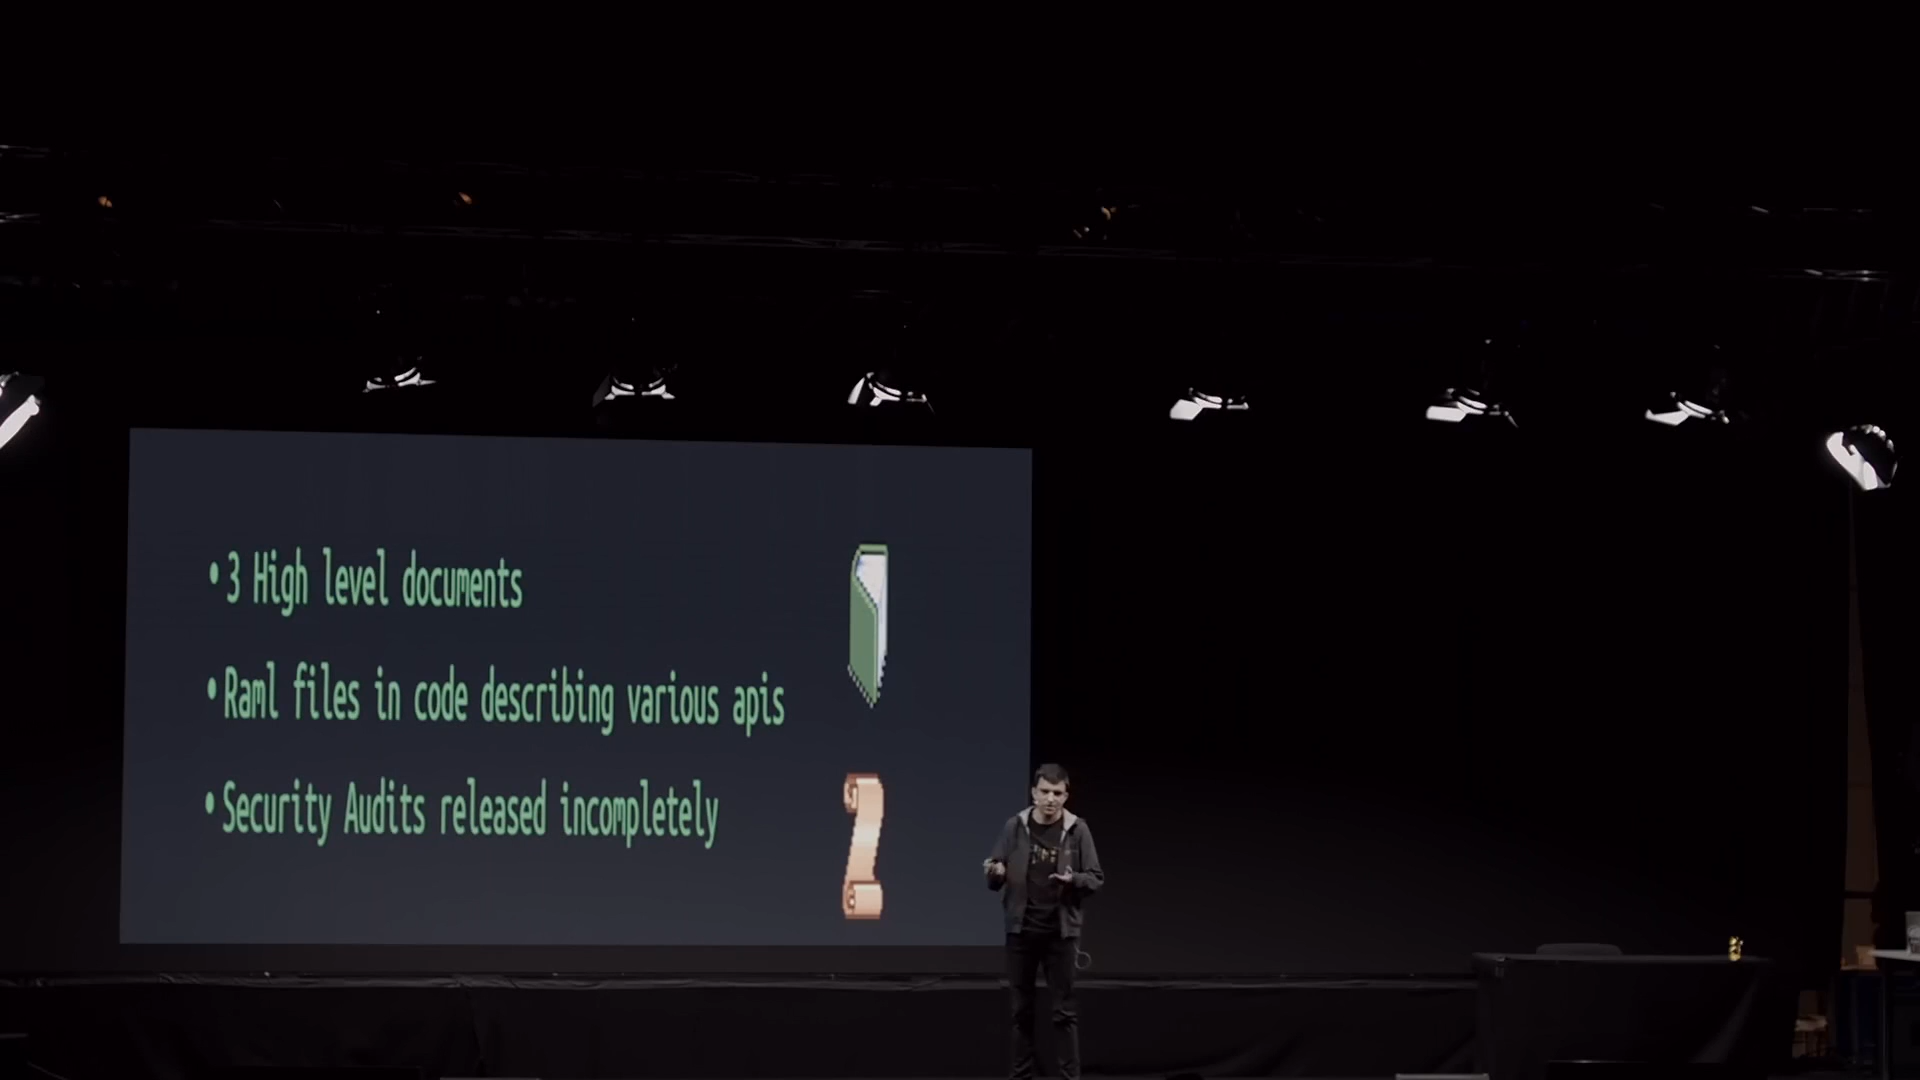 • 3 High level documents
• Raml files in code describing various apis
• Security Audits released incompletely